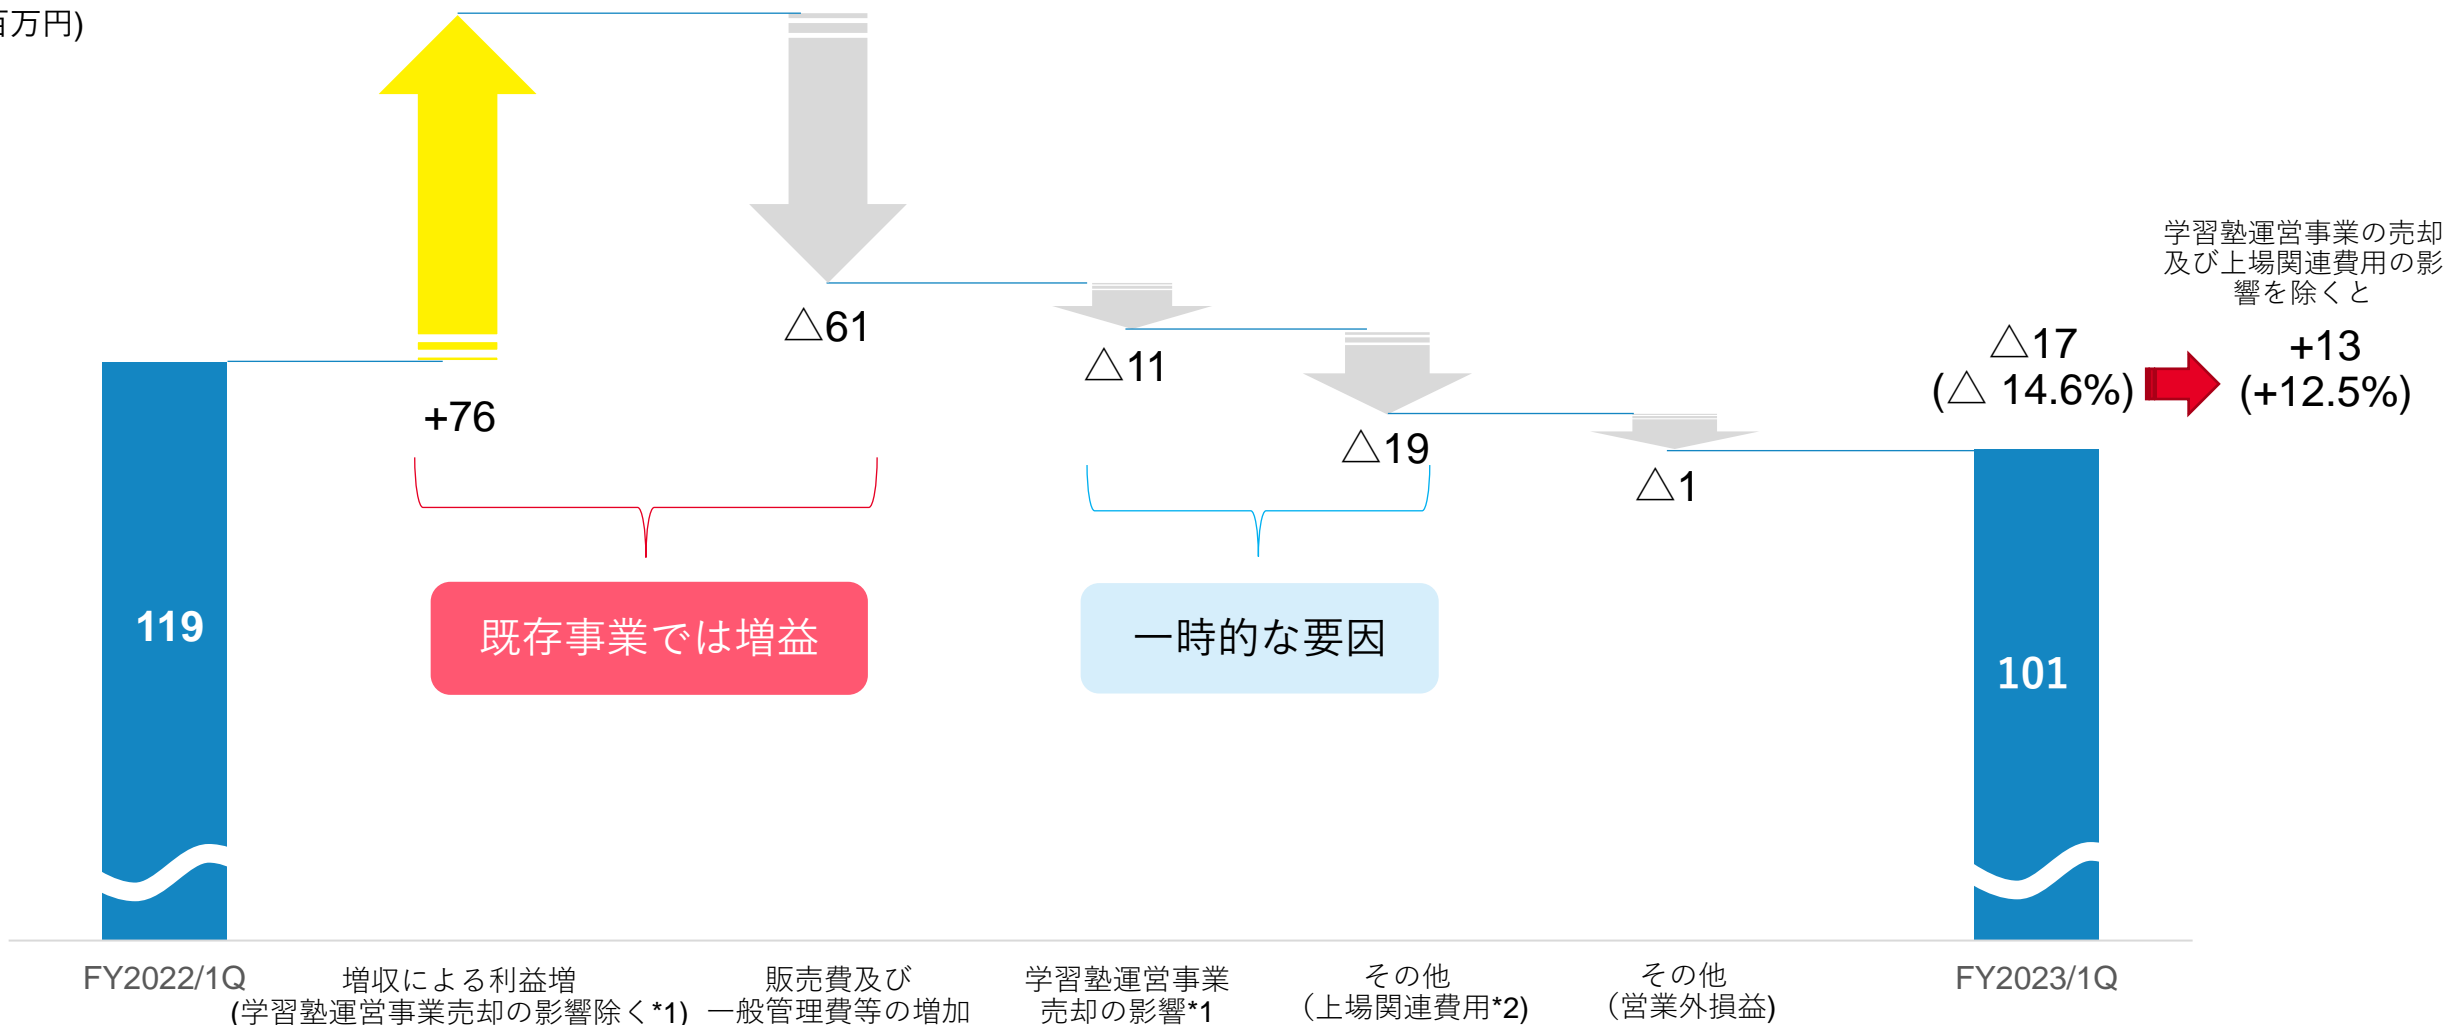 百万円)
学習塾運営事業の売却
及び上場関連費用の影
響を除くと
△17
(△ 14.6%)
+13
(+12.5%)
+76
△61
△11
△19
△1
119
既存事業では増益
一時的な要因
101
FY2022/1Q
増収による利益増
(学習塾運営事業売却の影響除く*1)
販売費及び
一般管理費等の増加
学習塾運営事業
売却の影響*1
その他
（上場関連費用*2)
その他
（営業外損益)
FY2023/1Q